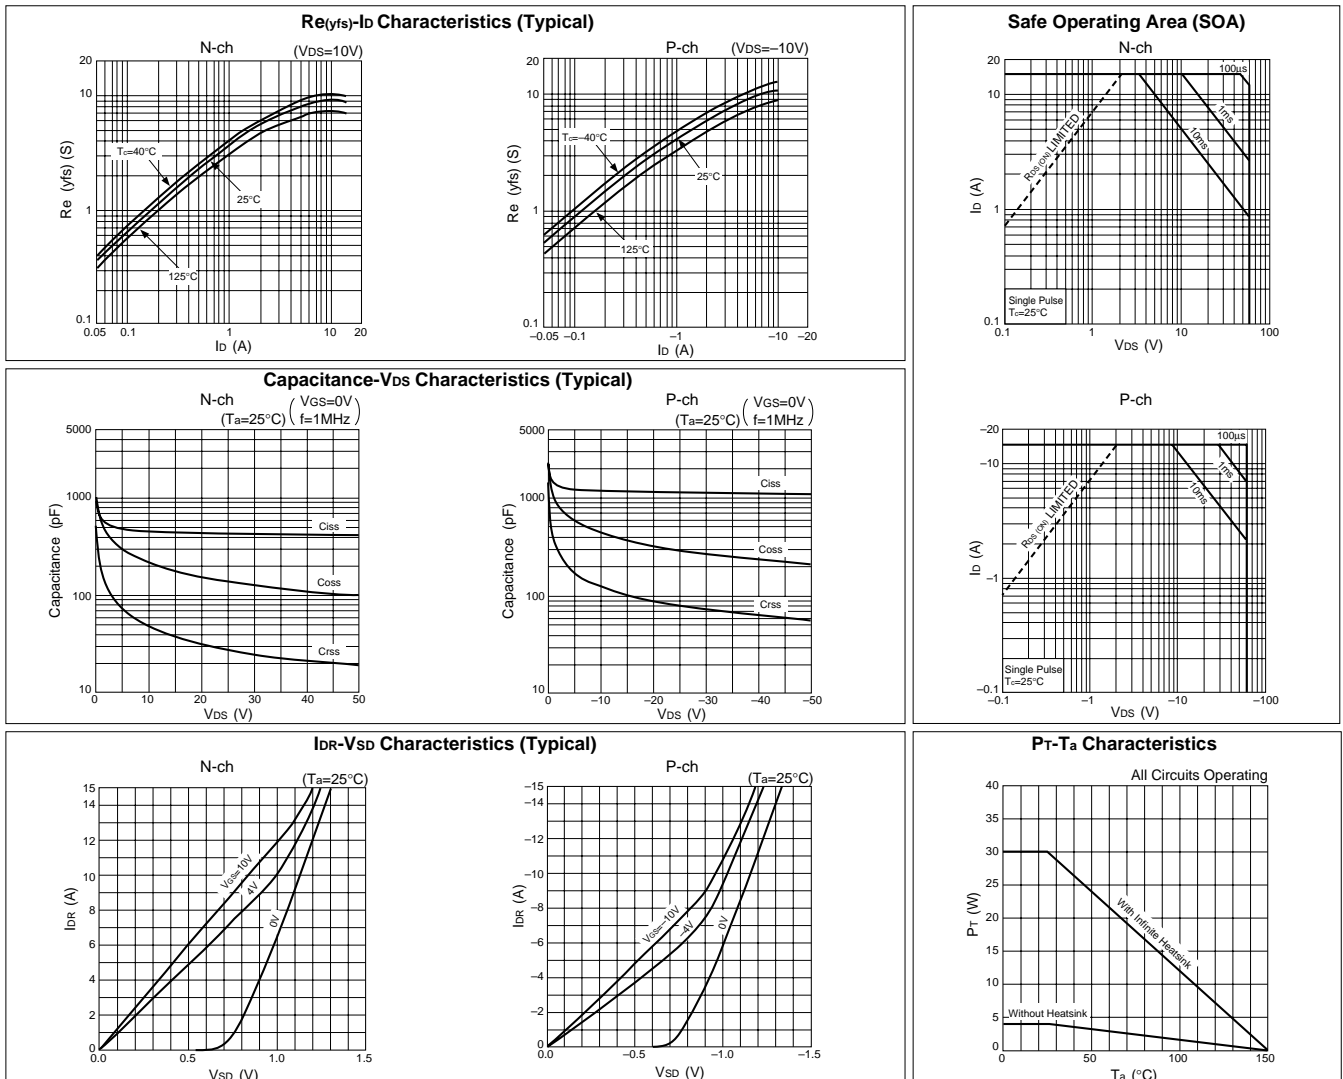 Re(yfs)-ID Characteristics (Typical)
N-ch
(VDS=10V)
20
10
1
0.1
Re (yfs) (S)
Tc=40°C
25°C
125°C
0.05 0.1 1 10 20
ID (A)
P-ch
(VDS=–10V)
20
10
1
0.1
Re (yfs) (S)
Tc=–40°C
25°C
125°C
–0.05 –0.1 –1 –10 –20
ID (A)
Safe Operating Area (SOA)
N-ch
20
10
1
0.1
ID (A)
100µs
1ms
10ms
RDS (ON) LIMITED
Single Pulse
Tc=25°C
0.1 1 10 100
VDS (V)
P-ch
–20
–10
–1
–0.1
ID (A)
100µs
1ms
10ms
RDS (ON) LIMITED
Single Pulse
Tc=25°C
–0.1 –1 –10 –100
VDS (V)
Capacitance-VDS Characteristics (Typical)
N-ch
(Ta=25°C) ( VGS=0V
f=1MHz )
5000
1000
100
10
Capacitance (pF)
Ciss
Coss
Crss
0 10 20 30 40 50
VDS (V)
P-ch
(Ta=25°C) ( VGS=0V
f=1MHz )
5000
1000
100
10
Capacitance (pF)
Ciss
Coss
Crss
0 –10 –20 –30 –40 –50
VDS (V)
IDR-VSD Characteristics (Typical)
N-ch
(Ta=25°C)
15
14
12
10
8
6
4
2
0
IDR (A)
VGS=10V
4V
0V
0.0 0.5 1.0 1.5
VSD (V)
P-ch
(Ta=25°C)
–15
–14
–12
–10
–8
–6
–4
–2
0
IDR (A)
VGS=–10V
–4V
0V
0.0 –0.5 –1.0 –1.5
VSD (V)
PT-Ta Characteristics
All Circuits Operating
40
35
30
25
20
15
10
5
0
PT (W)
With Infinite Heatsink
Without Heatsink
0 50 100 150
Ta (°C)